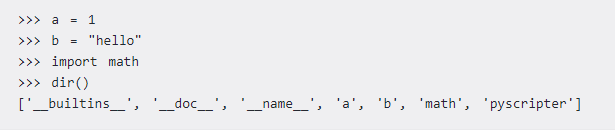 >>> a = 1
>>> b = "hello"
>>> import math
>>> dir()
['__builtins__', '__doc__', '__name__', 'a', 'b', 'math', 'pyscripter']